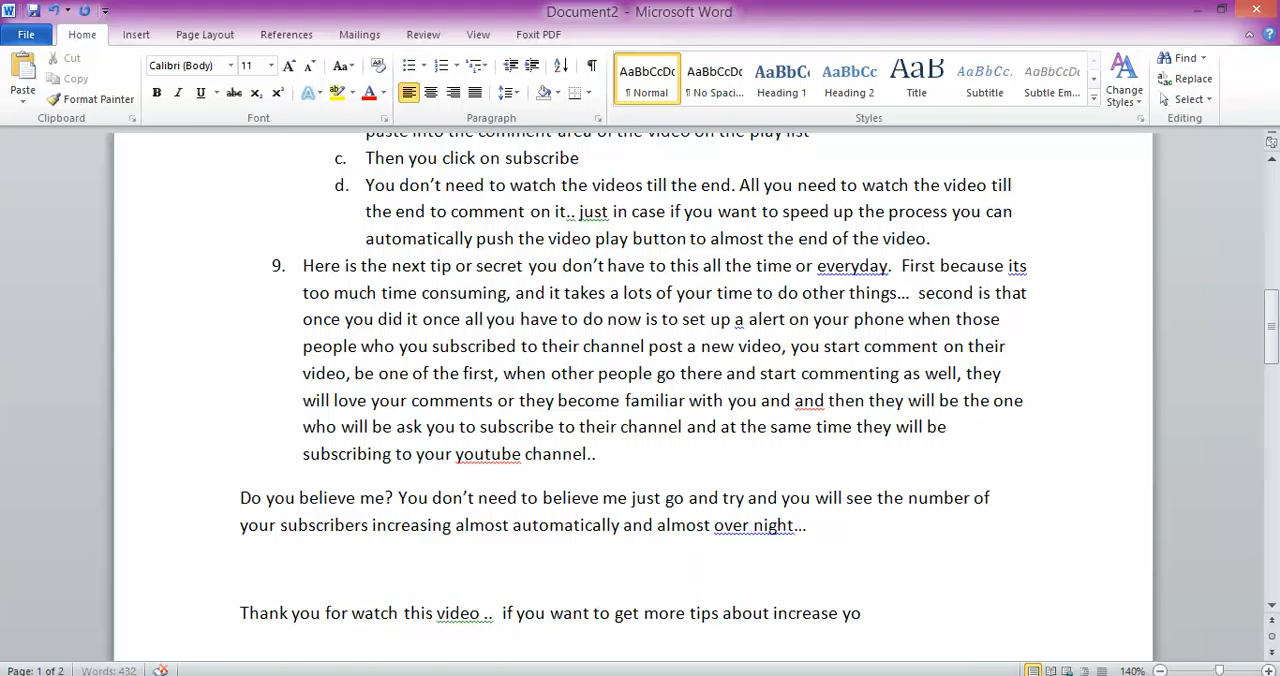 Document2 - Microsoft Word
File Home Insert Page Layout References Mailings Review View Foxit PDF
Paste
Cut
Copy
Format Painter
Clipboard
Calibri (Body) 11
Font
Paragraph
AaBbCcDc AaBbCcDc AaBbC AaBbCc AaB AaBbCc. AaBbCcDc
¶ Normal ¶ No Spaci... Heading 1 Heading 2 Title Subtitle Subtle Em...
Styles
Change Styles
Find
Replace
Select
Editing
paste into the comment area of the video on the play list
c. Then you click on subscribe
d. You don’t need to watch the videos till the end. All you need to watch the video till
the end to comment on it.. just in case if you want to speed up the process you can
automatically push the video play button to almost the end of the video.
9. Here is the next tip or secret you don’t have to this all the time or everyday.  First because its
too much time consuming, and it takes a lots of your time to do other things…  second is that
once you did it once all you have to do now is to set up a alert on your phone when those
people who you subscribed to their channel post a new video, you start comment on their
video, be one of the first, when other people go there and start commenting as well, they
will love your comments or they become familiar with you and and then they will be the one
who will be ask you to subscribe to their channel and at the same time they will be
subscribing to your youtube channel..
Do you believe me? You don’t need to believe me just go and try and you will see the number of
your subscribers increasing almost automatically and almost over night…
Thank you for watch this video ..  if you want to get more tips about increase yo
Page: 1 of 2 Words: 432 140%